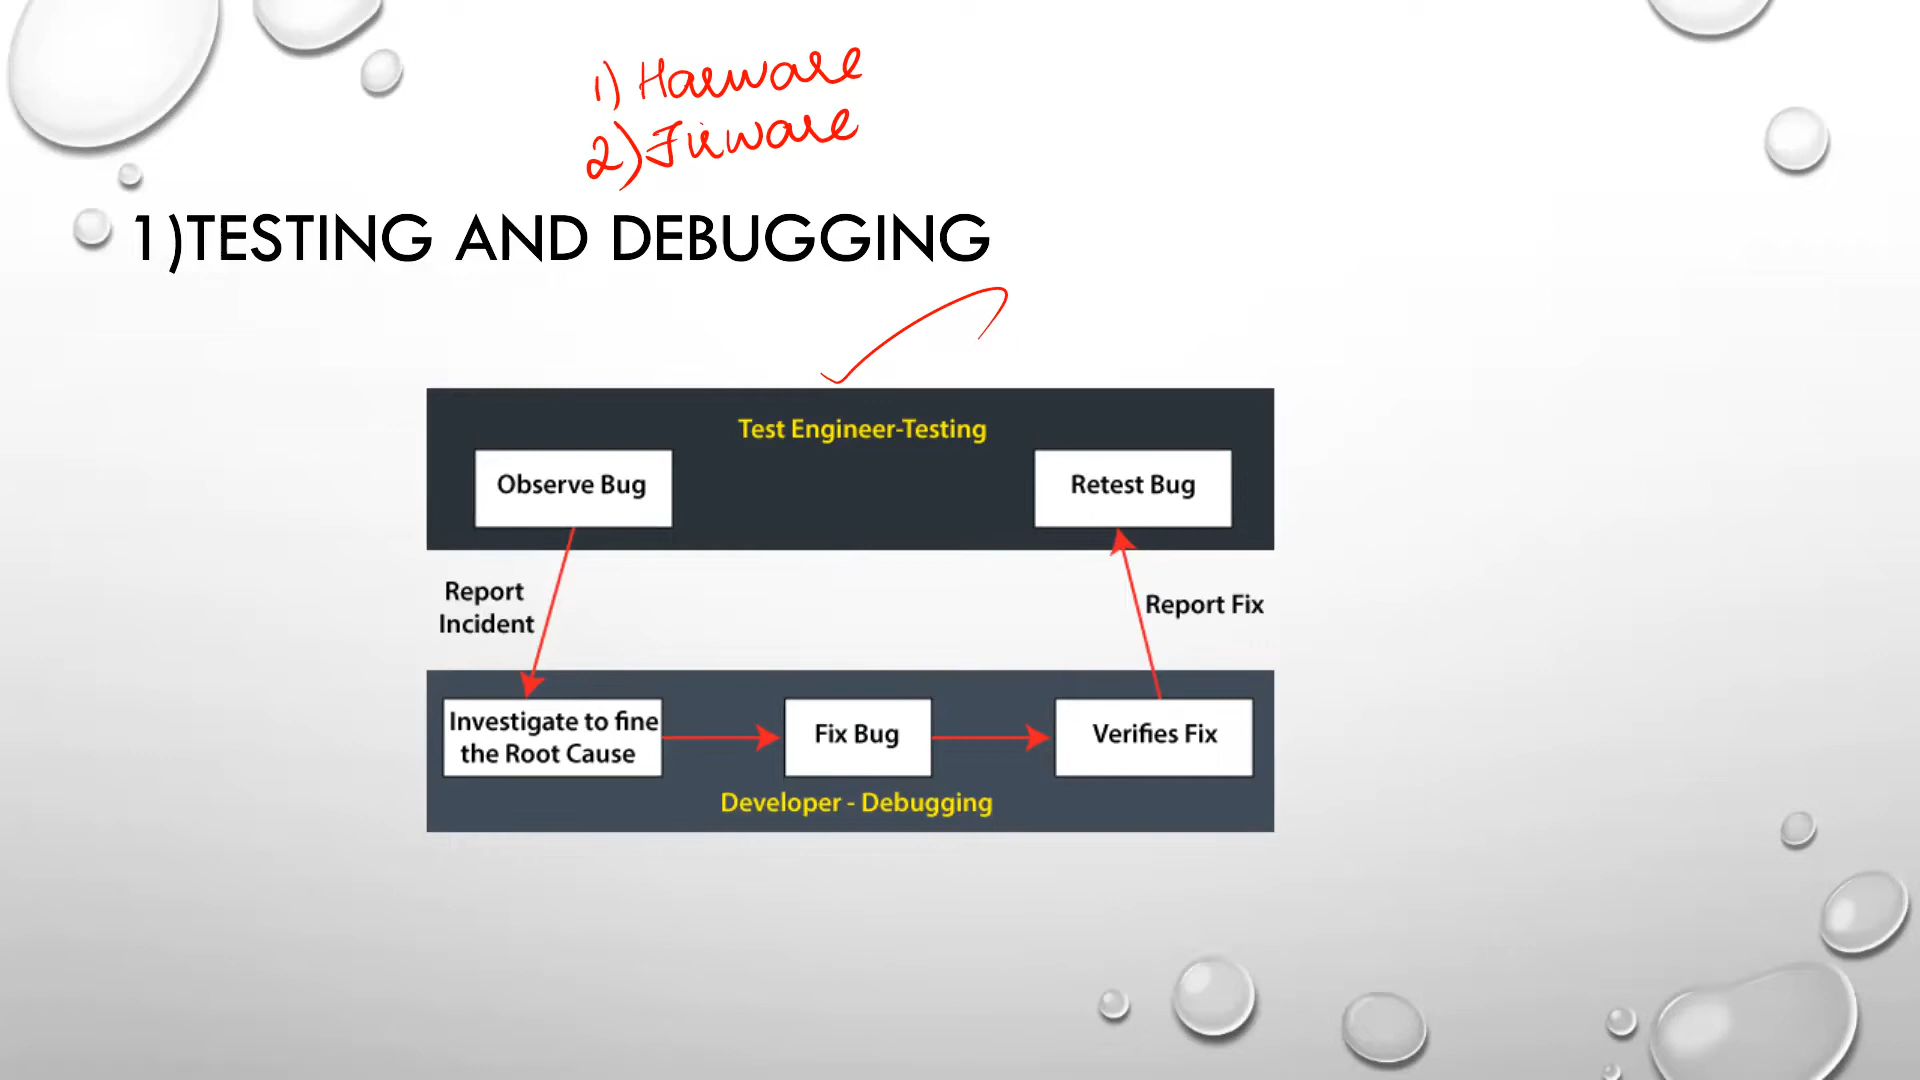 1) Harware
2) Firware
1)TESTING AND DEBUGGING
Test Engineer-Testing
Observe Bug
Retest Bug
Report
Incident
Report Fix
Investigate to fine
the Root Cause
Fix Bug
Verifies Fix
Developer - Debugging